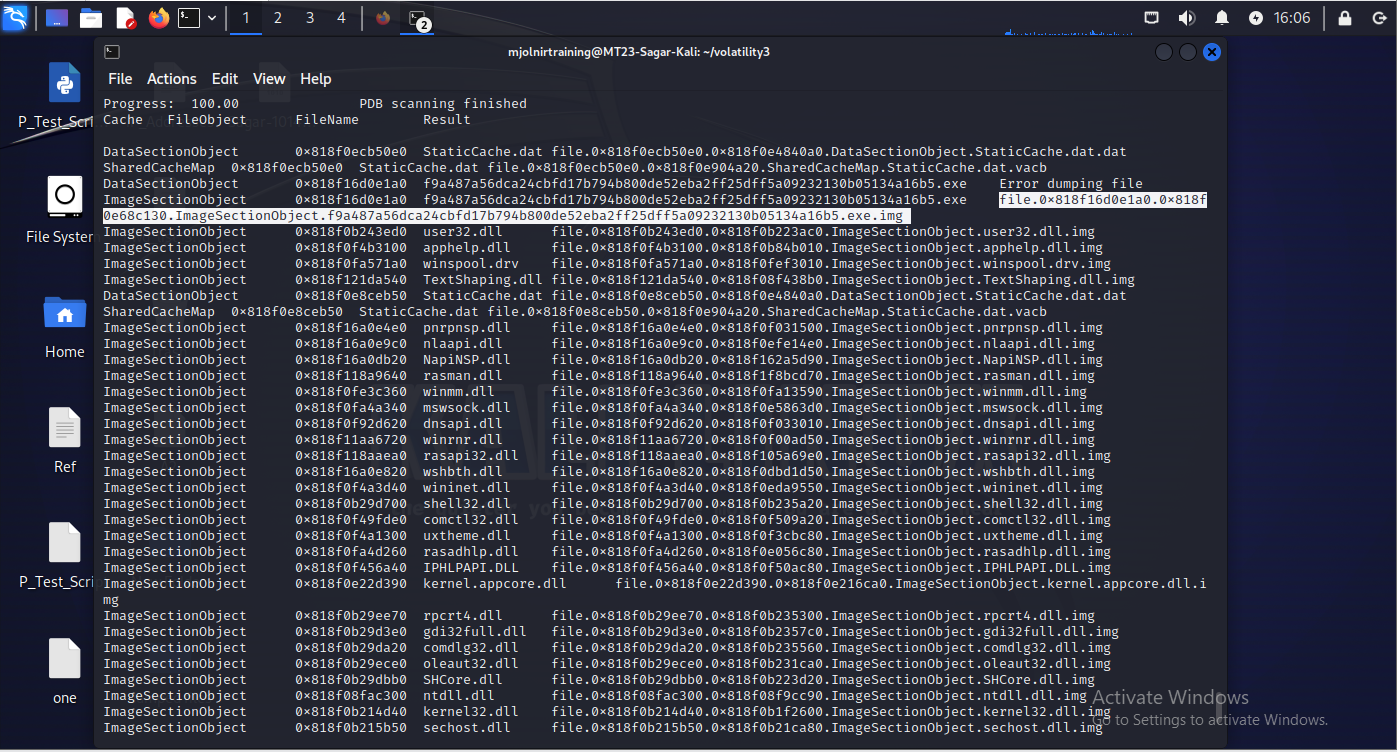 1 2 3 4 2 16:06
mjolnirtraining@MT23-Sagar-Kali: ~/volatility3
File Actions Edit View Help
Progress: 100.00 PDB scanning finished
Cache FileObject FileName Result
DataSectionObject 0×818f0ecb50e0 StaticCache.dat file.0×818f0ecb50e0.0×818f0e4840a0.DataSectionObject.StaticCache.dat.dat
SharedCacheMap 0×818f0ecb50e0 StaticCache.dat file.0×818f0ecb50e0.0×818f0e904a20.SharedCacheMap.StaticCache.dat.vacb
DataSectionObject 0×818f16d0e1a0 f9a487a56dca24cbfd17b794b800de52eba2ff25dff5a09232130b05134a16b5.exe Error dumping file
ImageSectionObject 0×818f16d0e1a0 f9a487a56dca24cbfd17b794b800de52eba2ff25dff5a09232130b05134a16b5.exe file.0×818f16d0e1a0.0×818f
0e68c130.ImageSectionObject.f9a487a56dca24cbfd17b794b800de52eba2ff25dff5a09232130b05134a16b5.exe.img
ImageSectionObject 0×818f0b243ed0 user32.dll file.0×818f0b243ed0.0×818f0b223ac0.ImageSectionObject.user32.dll.img
ImageSectionObject 0×818f0f4b3100 apphelp.dll file.0×818f0f4b3100.0×818f0b84b010.ImageSectionObject.apphelp.dll.img
ImageSectionObject 0×818f0fa571a0 winspool.drv file.0×818f0fa571a0.0×818f0fef3010.ImageSectionObject.winspool.drv.img
ImageSectionObject 0×818f121da540 TextShaping.dll file.0×818f121da540.0×818f08f438b0.ImageSectionObject.TextShaping.dll.img
DataSectionObject 0×818f0e8ceb50 StaticCache.dat file.0×818f0e8ceb50.0×818f0e4840a0.DataSectionObject.StaticCache.dat.dat
SharedCacheMap 0×818f0e8ceb50 StaticCache.dat file.0×818f0e8ceb50.0×818f0e904a20.SharedCacheMap.StaticCache.dat.vacb
ImageSectionObject 0×818f16a0e4e0 pnrpnsp.dll file.0×818f16a0e4e0.0×818f0f031500.ImageSectionObject.pnrpnsp.dll.img
ImageSectionObject 0×818f16a0e9c0 nlaapi.dll file.0×818f16a0e9c0.0×818f0efe14e0.ImageSectionObject.nlaapi.dll.img
ImageSectionObject 0×818f16a0db20 NapiNSP.dll file.0×818f16a0db20.0×818f162a5d90.ImageSectionObject.NapiNSP.dll.img
ImageSectionObject 0×818f118a9640 rasman.dll file.0×818f118a9640.0×818f1f8bcd70.ImageSectionObject.rasman.dll.img
ImageSectionObject 0×818f0fe3c360 winmm.dll file.0×818f0fe3c360.0×818f0fa13590.ImageSectionObject.winmm.dll.img
ImageSectionObject 0×818f0fa4a340 mswsock.dll file.0×818f0fa4a340.0×818f0e5863d0.ImageSectionObject.mswsock.dll.img
ImageSectionObject 0×818f0f92d620 dnsapi.dll file.0×818f0f92d620.0×818f0f033010.ImageSectionObject.dnsapi.dll.img
ImageSectionObject 0×818f11aa6720 winrnr.dll file.0×818f11aa6720.0×818f0f00ad50.ImageSectionObject.winrnr.dll.img
ImageSectionObject 0×818f118aaea0 rasapi32.dll file.0×818f118aaea0.0×818f105a69e0.ImageSectionObject.rasapi32.dll.img
ImageSectionObject 0×818f16a0e820 wshbth.dll file.0×818f16a0e820.0×818f0dbd1d50.ImageSectionObject.wshbth.dll.img
ImageSectionObject 0×818f0f4a3d40 wininet.dll file.0×818f0f4a3d40.0×818f0eda9550.ImageSectionObject.wininet.dll.img
ImageSectionObject 0×818f0b29d700 shell32.dll file.0×818f0b29d700.0×818f0b235a20.ImageSectionObject.shell32.dll.img
ImageSectionObject 0×818f0f49fde0 comctl32.dll file.0×818f0f49fde0.0×818f0f509a20.ImageSectionObject.comctl32.dll.img
ImageSectionObject 0×818f0f4a1300 uxtheme.dll file.0×818f0f4a1300.0×818f0f3cbc80.ImageSectionObject.uxtheme.dll.img
ImageSectionObject 0×818f0fa4d260 rasadhlp.dll file.0×818f0fa4d260.0×818f0e056c80.ImageSectionObject.rasadhlp.dll.img
ImageSectionObject 0×818f0f456a40 IPHLPAPI.DLL file.0×818f0f456a40.0×818f0f50ac80.ImageSectionObject.IPHLPAPI.DLL.img
ImageSectionObject 0×818f0e22d390 kernel.appcore.dll file.0×818f0e22d390.0×818f0e216ca0.ImageSectionObject.kernel.appcore.dll.i
mg
ImageSectionObject 0×818f0b29ee70 rpcrt4.dll file.0×818f0b29ee70.0×818f0b235300.ImageSectionObject.rpcrt4.dll.img
ImageSectionObject 0×818f0b29d3e0 gdi32full.dll file.0×818f0b29d3e0.0×818f0b2357c0.ImageSectionObject.gdi32full.dll.img
ImageSectionObject 0×818f0b29da20 comdlg32.dll file.0×818f0b29da20.0×818f0b235560.ImageSectionObject.comdlg32.dll.img
ImageSectionObject 0×818f0b29ece0 oleaut32.dll file.0×818f0b29ece0.0×818f0b231ca0.ImageSectionObject.oleaut32.dll.img
ImageSectionObject 0×818f0b29dbb0 SHCore.dll file.0×818f0b29dbb0.0×818f0b223d20.ImageSectionObject.SHCore.dll.img
ImageSectionObject 0×818f08fac300 ntdll.dll file.0×818f08fac300.0×818f08f9cc90.ImageSectionObject.ntdll.dll.img
ImageSectionObject 0×818f0b214d40 kernel32.dll file.0×818f0b214d40.0×818f0b1f2600.ImageSectionObject.kernel32.dll.img
ImageSectionObject 0×818f0b215b50 sechost.dll file.0×818f0b215b50.0×818f0b21ca80.ImageSectionObject.sechost.dll.img
P_Test_Scri
File System
Home
Ref
P_Test_Scri
one
Activate Windows
Go to Settings to activate Windows.